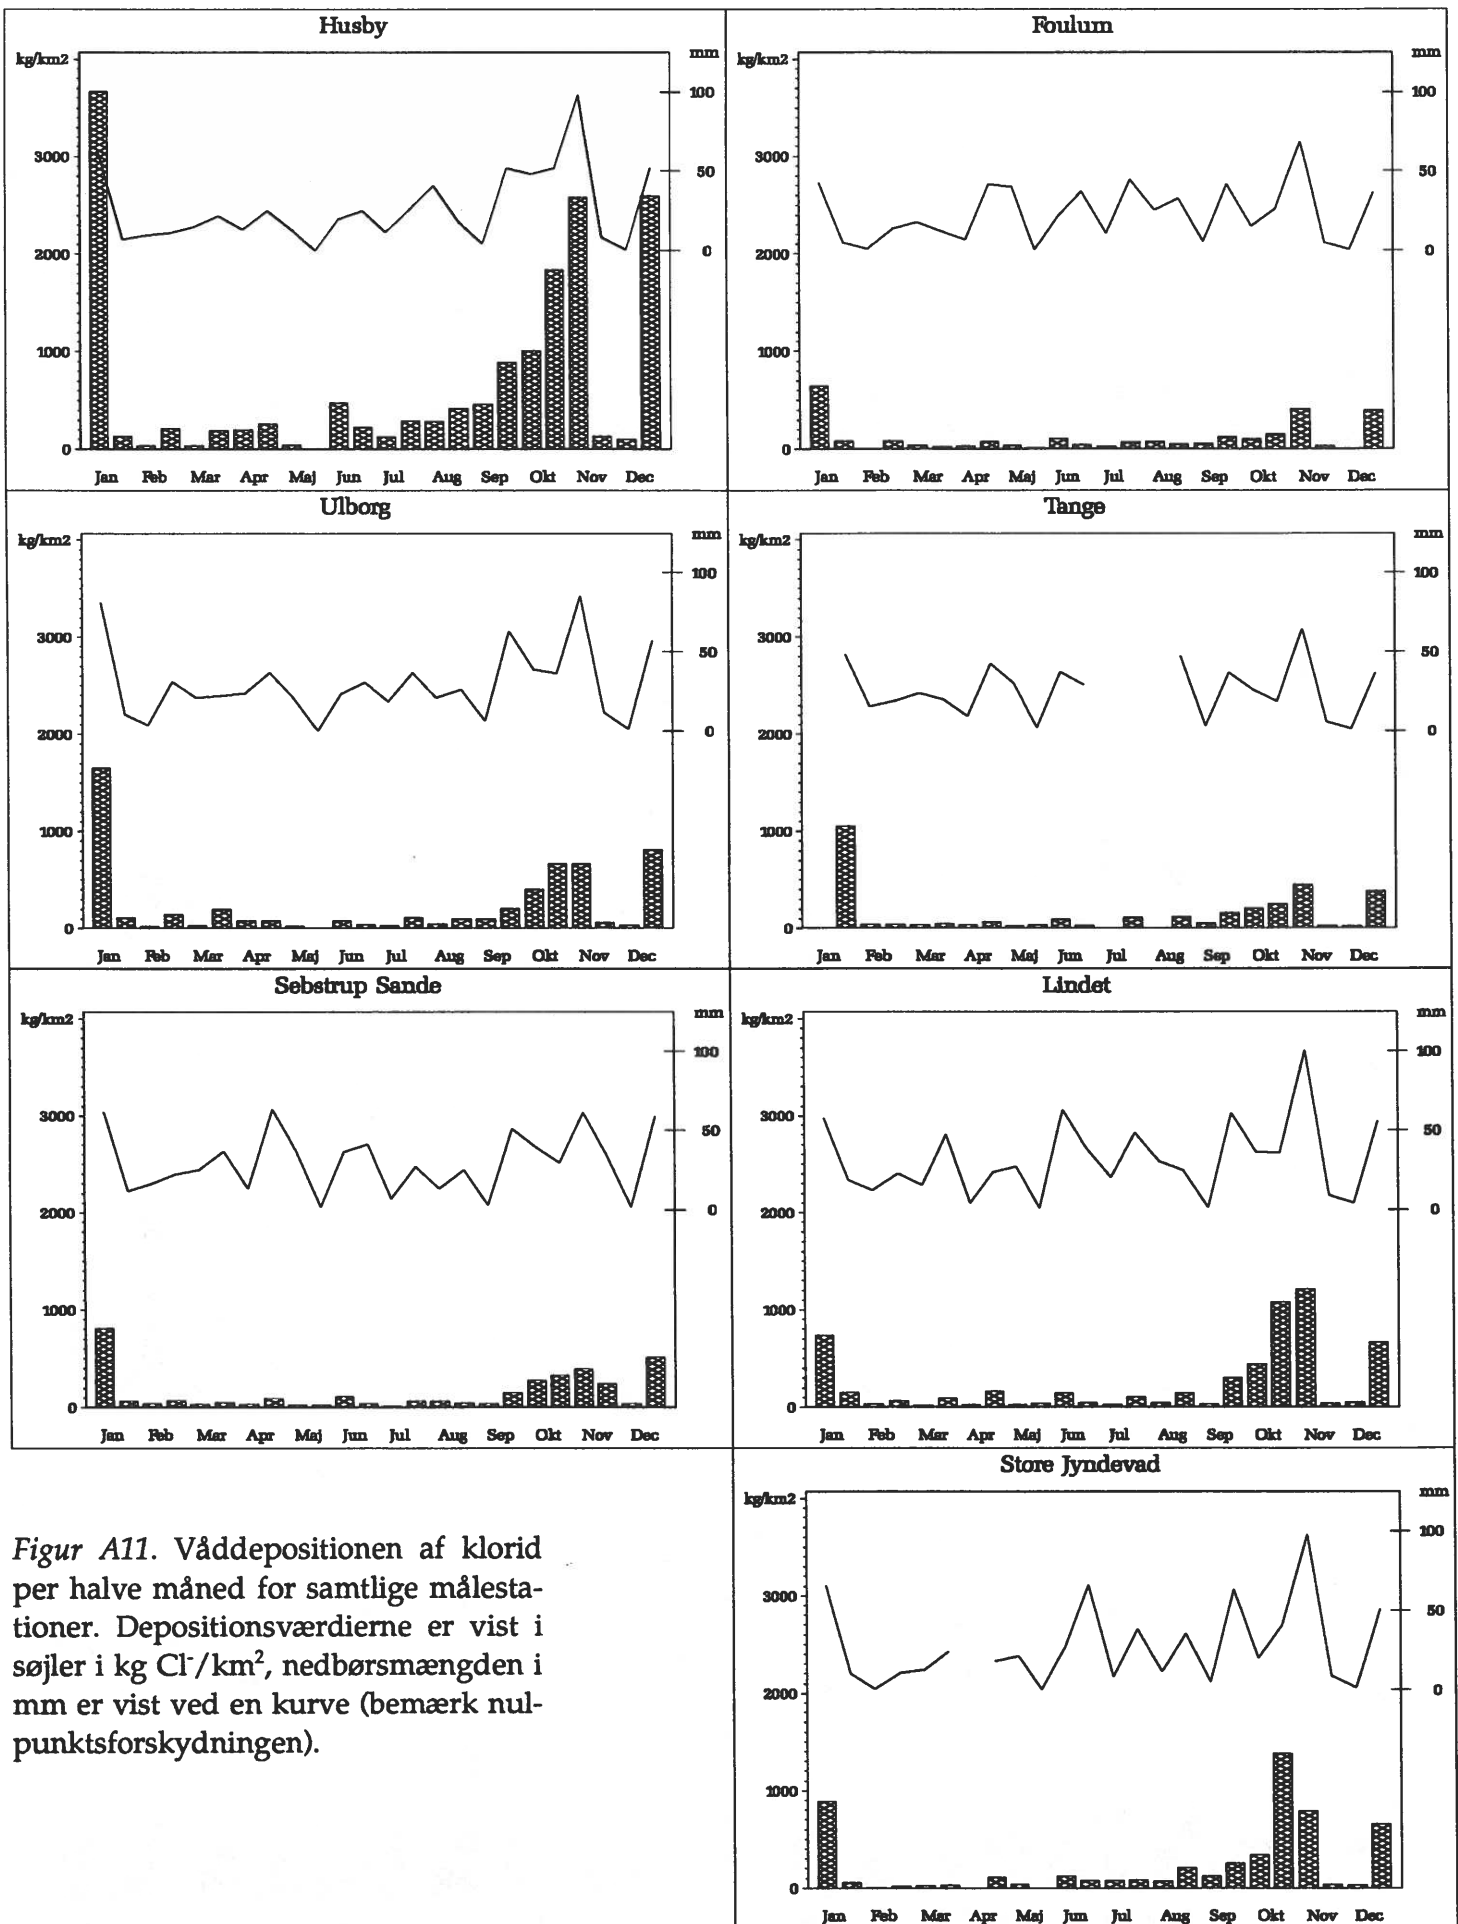 Husby
kg/km2
mm
100
3000
50
2000
0
1000
0
Jan Feb Mar Apr Maj Jun Jul Aug Sep Okt Nov Dec
Foulum
kg/km2
mm
100
3000
50
2000
0
1000
0
Jan Feb Mar Apr Maj Jun Jul Aug Sep Okt Nov Dec
Ulborg
kg/km2
mm
100
3000
50
2000
0
1000
0
Jan Feb Mar Apr Maj Jun Jul Aug Sep Okt Nov Dec
Tange
kg/km2
mm
100
3000
50
2000
0
1000
0
Jan Feb Mar Apr Maj Jun Jul Aug Sep Okt Nov Dec
Sebstrup Sande
kg/km2
mm
100
3000
50
2000
0
1000
0
Jan Feb Mar Apr Maj Jun Jul Aug Sep Okt Nov Dec
Lindet
kg/km2
mm
100
3000
50
2000
0
1000
0
Jan Feb Mar Apr Maj Jun Jul Aug Sep Okt Nov Dec
Store Jyndevad
kg/km2
mm
100
3000
50
2000
0
1000
0
Jan Feb Mar Apr Maj Jun Jul Aug Sep Okt Nov Dec
Figur A11. Våddepositionen af klorid
per halve måned for samtlige målesta-
tioner. Depositionsværdierne er vist i
søjler i kg Cl⁻/km², nedbørsmængden i
mm er vist ved en kurve (bemærk nul-
punktsforskydningen).